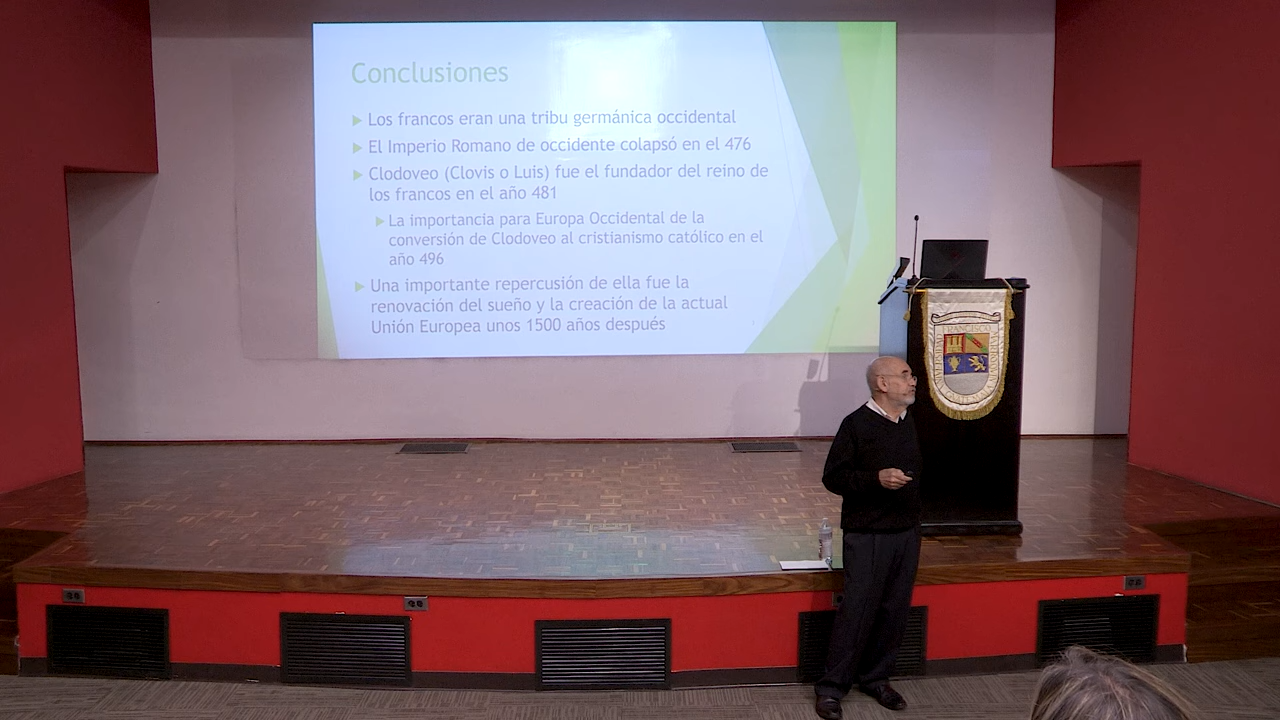 Conclusiones
Los francos eran una tribu germánica occidental
El Imperio Romano de occidente colapsó en el 476
Clodoveo (Clovis o Luis) fue el fundador del reino de
los francos en el año 481
La importancia para Europa Occidental de la
conversión de Clodoveo al cristianismo católico en el
año 496
Una importante repercusión de ella fue la
renovación del sueño y la creación de la actual
Unión Europea unos 1500 años después
FRANCISCO